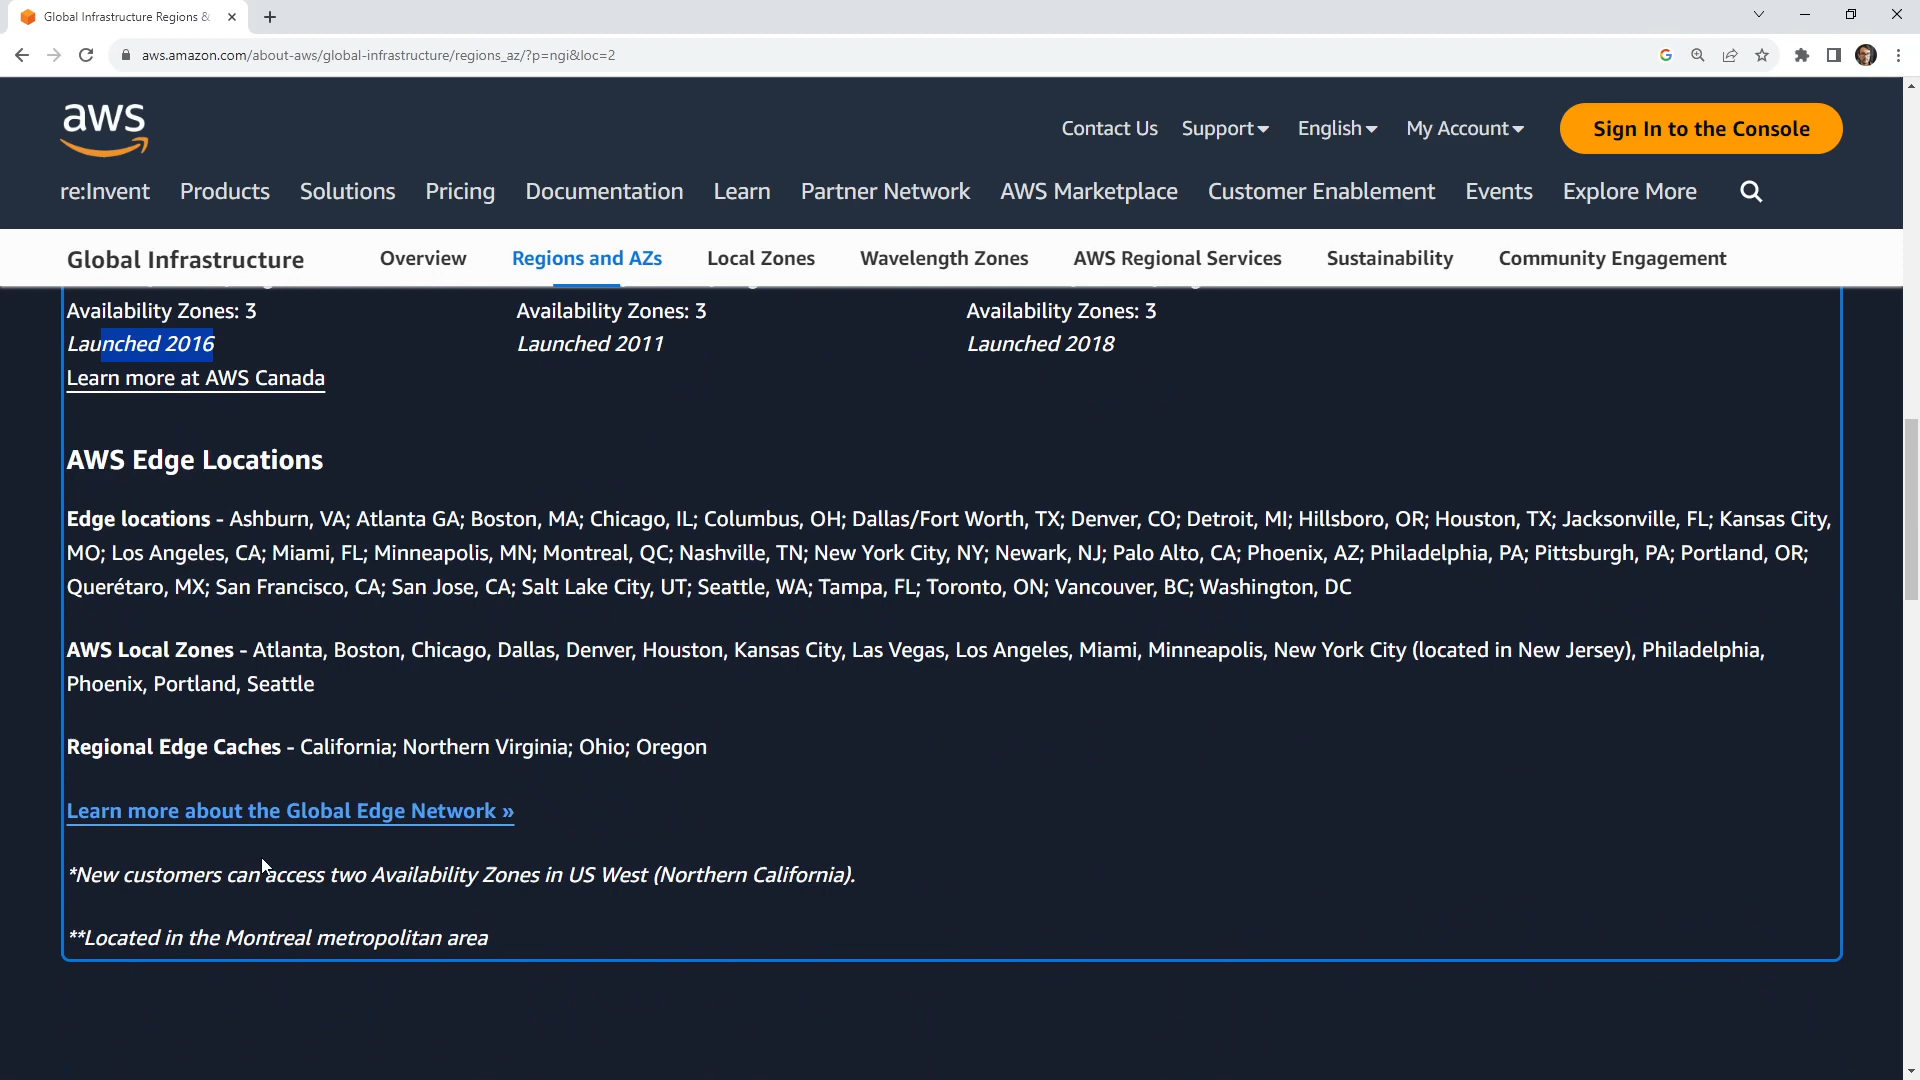 Global Infrastructure Regions &
aws.amazon.com/about-aws/global-infrastructure/regions_az/?p=ngi&loc=2
aws
Contact Us Support English My Account Sign In to the Console
re:Invent Products Solutions Pricing Documentation Learn Partner Network AWS Marketplace Customer Enablement Events Explore More
Global Infrastructure Overview Regions and AZs Local Zones Wavelength Zones AWS Regional Services Sustainability Community Engagement
Availability Zones: 3 Availability Zones: 3 Availability Zones: 3
Launched 2016 Launched 2011 Launched 2018
Learn more at AWS Canada
AWS Edge Locations
Edge locations - Ashburn, VA; Atlanta GA; Boston, MA; Chicago, IL; Columbus, OH; Dallas/Fort Worth, TX; Denver, CO; Detroit, MI; Hillsboro, OR; Houston, TX; Jacksonville, FL; Kansas City,
MO; Los Angeles, CA; Miami, FL; Minneapolis, MN; Montreal, QC; Nashville, TN; New York City, NY; Newark, NJ; Palo Alto, CA; Phoenix, AZ; Philadelphia, PA; Pittsburgh, PA; Portland, OR;
Querétaro, MX; San Francisco, CA; San Jose, CA; Salt Lake City, UT; Seattle, WA; Tampa, FL; Toronto, ON; Vancouver, BC; Washington, DC
AWS Local Zones - Atlanta, Boston, Chicago, Dallas, Denver, Houston, Kansas City, Las Vegas, Los Angeles, Miami, Minneapolis, New York City (located in New Jersey), Philadelphia,
Phoenix, Portland, Seattle
Regional Edge Caches - California; Northern Virginia; Ohio; Oregon
Learn more about the Global Edge Network »
*New customers can access two Availability Zones in US West (Northern California).
**Located in the Montreal metropolitan area